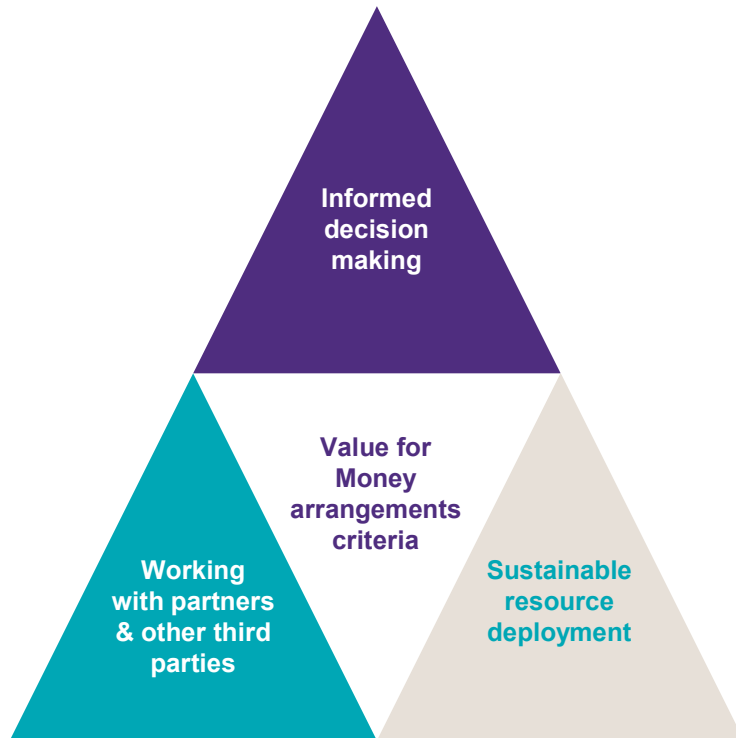 Informed
decision
making
Value for
Money
arrangements
criteria
Working
with partners
& other third
parties
Sustainable
resource
deployment